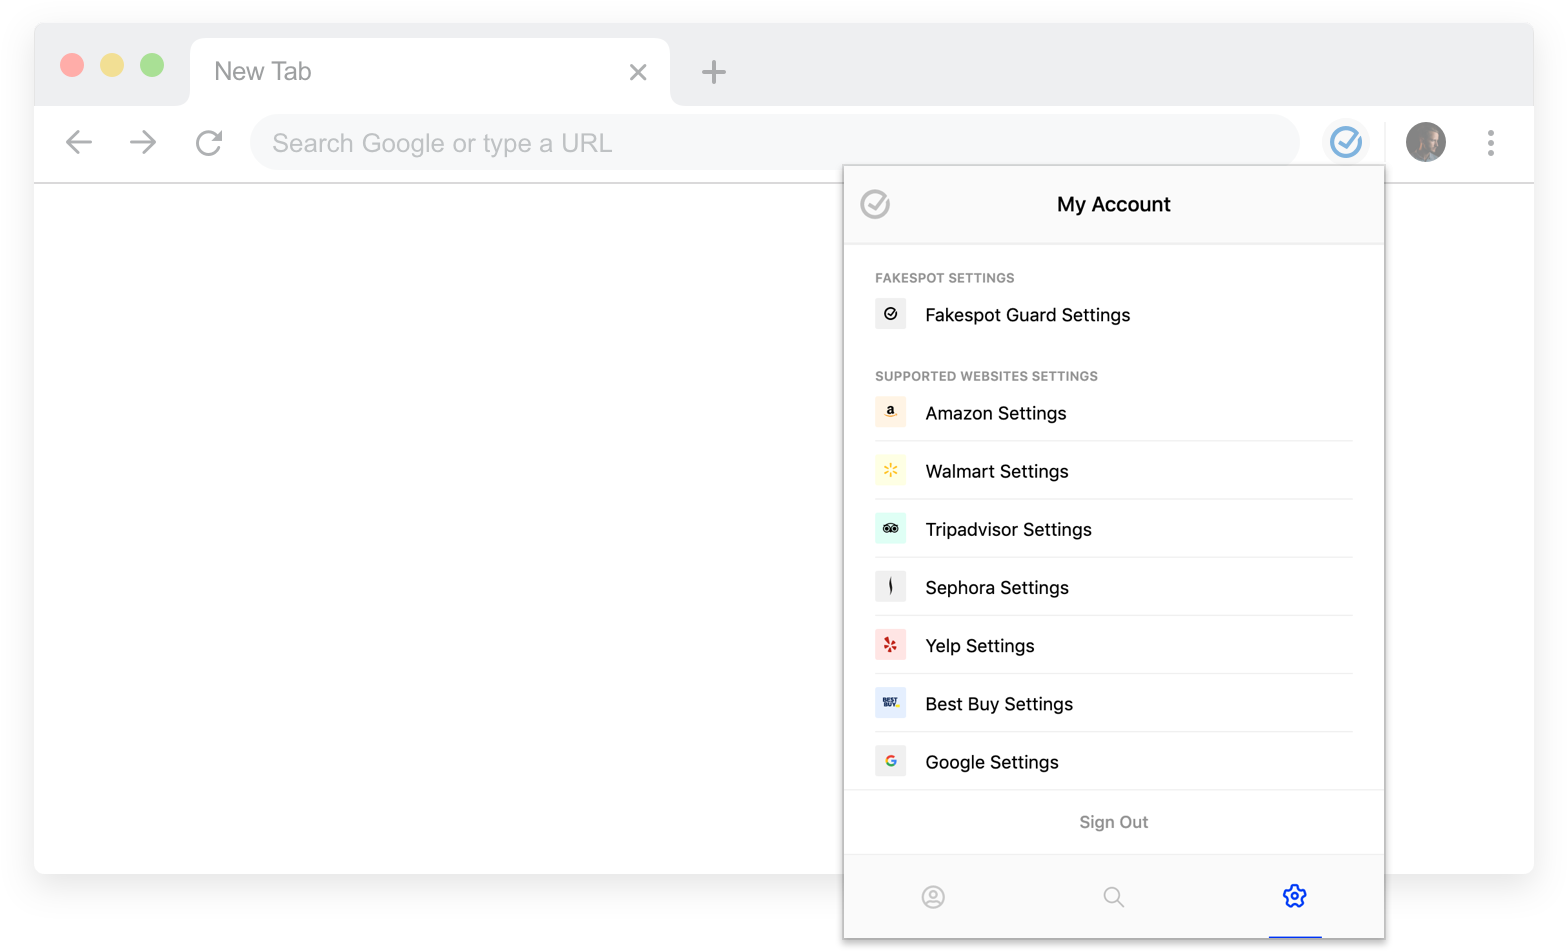 New Tab
Search Google or type a URL
My Account
FAKESPOT SETTINGS
Fakespot Guard Settings
SUPPORTED WEBSITES SETTINGS
a
Amazon Settings
Walmart Settings
Tripadvisor Settings
Sephora Settings
Yelp Settings
BEST
BUY
Best Buy Settings
G
Google Settings
Sign Out